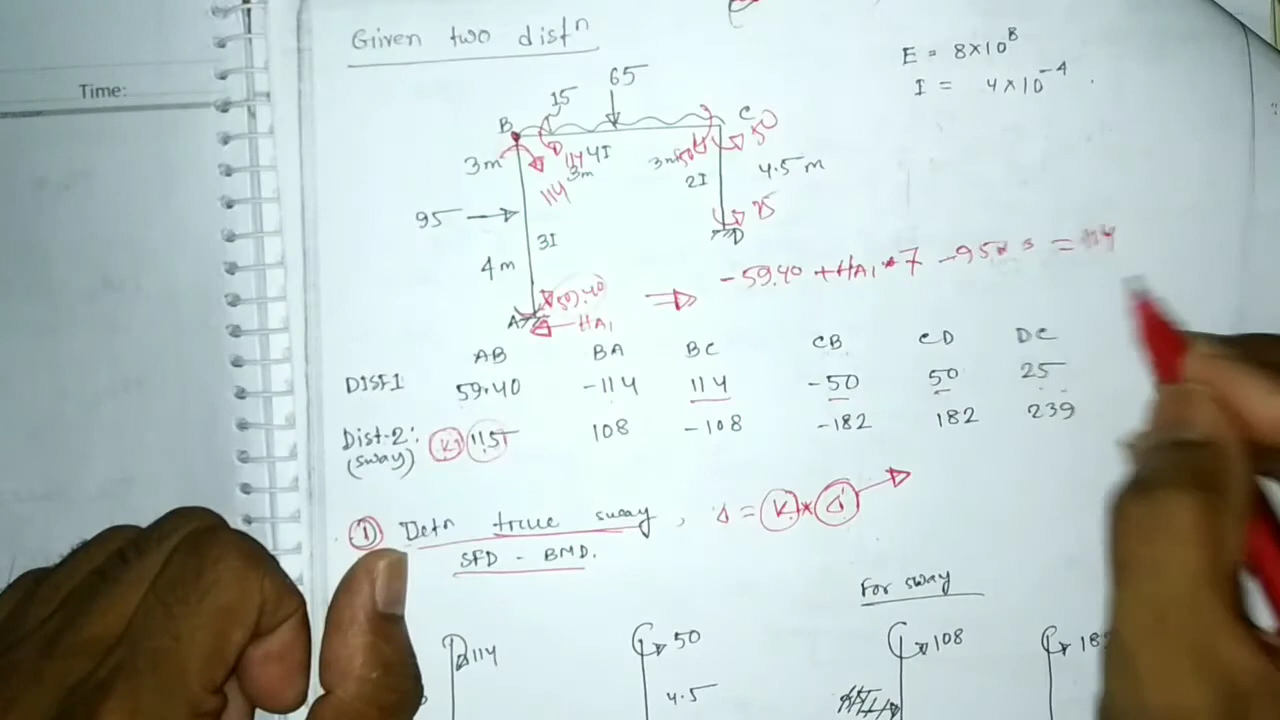 Time:
Given two distⁿ
E = 8×10⁸
I = 4×10⁻⁴ .
65
15
B
C
50
3m
114
4I
3m
3m
50
2I
4.5 m
114
95
25
D
3I
4m
59.40
A
HA₁
⇒ -59.40 + HA₁ * 7 - 95 × 3 = 114
AB BA BC CB CD DC
DIST1 59.40 -114 114 -50 50 25
Dist-2: K 115 108 -108 -182 182 239
(sway)
① Detn true sway , Δ = K * Δ'
SFD - BMD.
For sway
114
50
108
18
4.5